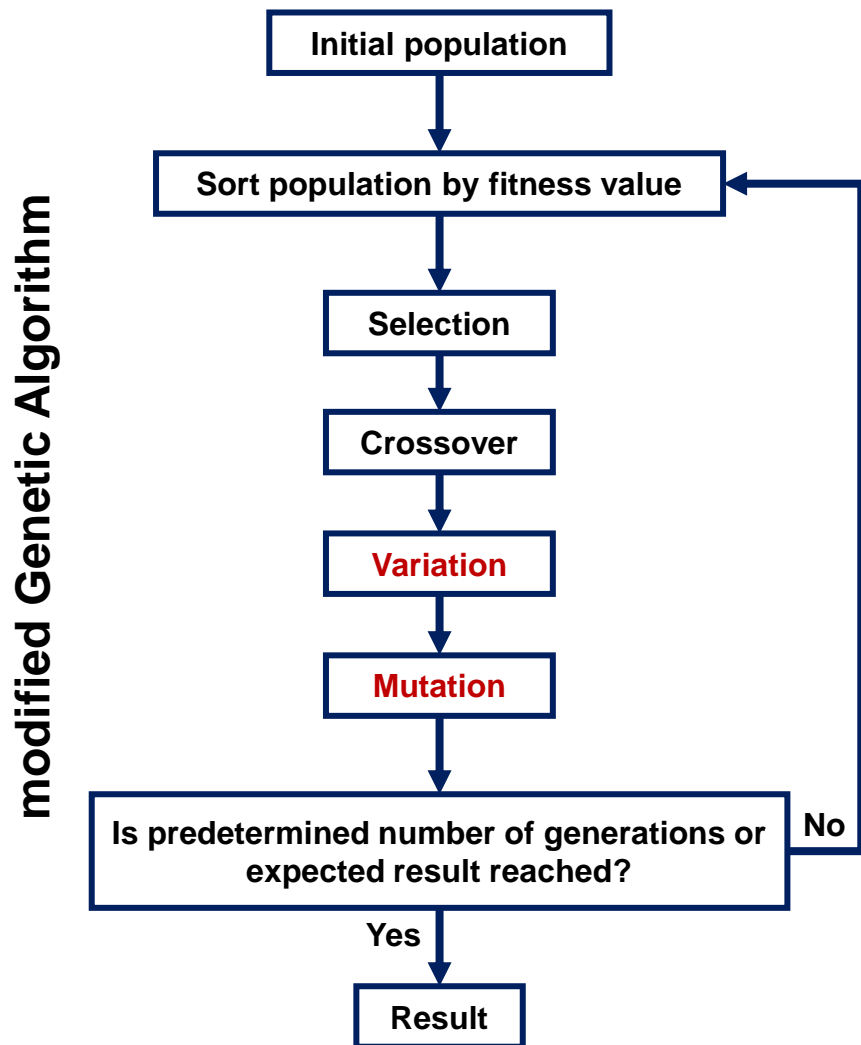 modified Genetic Algorithm
Initial population
Sort population by fitness value
Selection
Crossover
Variation
Mutation
Is predetermined number of generations or
expected result reached?
No
Yes
Result